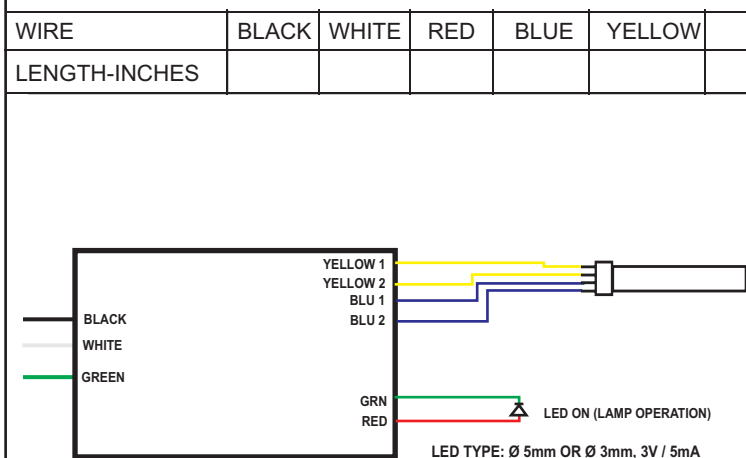 WIRE BLACK WHITE RED BLUE YELLOW
LENGTH-INCHES
YELLOW 1
YELLOW 2
BLU 1
BLU 2
BLACK
WHITE
GREEN
GRN
RED
LED ON (LAMP OPERATION)
LED TYPE: Ø 5mm OR Ø 3mm, 3V / 5mA